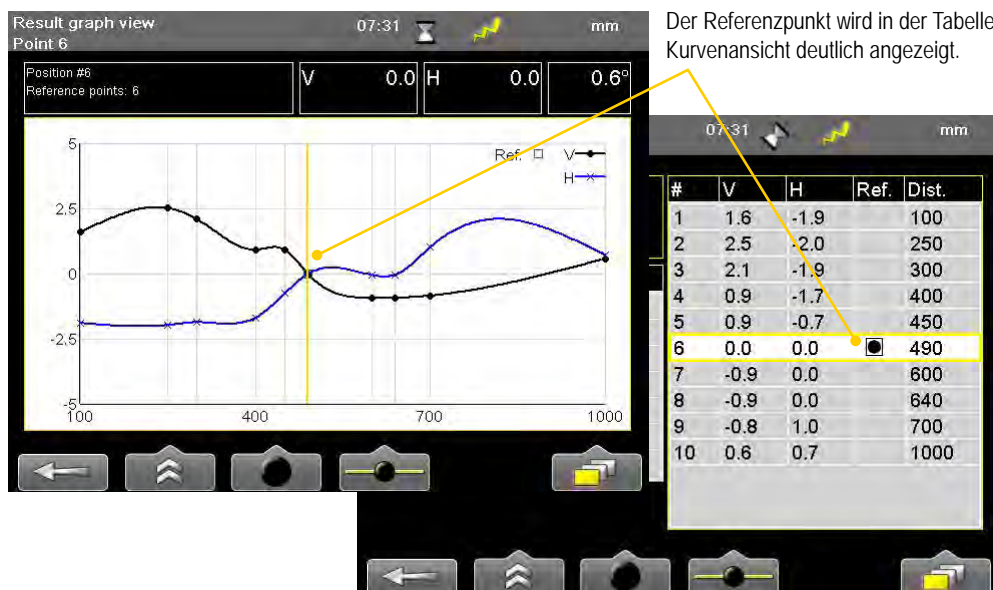 Result graph view
Point 6
07:31
mm
Der Referenzpunkt wird in der Tabelle
Kurvenansicht deutlich angezeigt.
Position #6
Reference points: 6
V 0.0
H 0.0
0.6°
Ref. V
H
5
2.5
0
-2.5
-5
100 400 700 1000
07:31
mm
# V H Ref. Dist.
1 1.6 -1.9 100
2 2.5 -2.0 250
3 2.1 -1.9 300
4 0.9 -1.7 400
5 0.9 -0.7 450
6 0.0 0.0 490
7 -0.9 0.0 600
8 -0.9 0.0 640
9 -0.8 1.0 700
10 0.6 0.7 1000